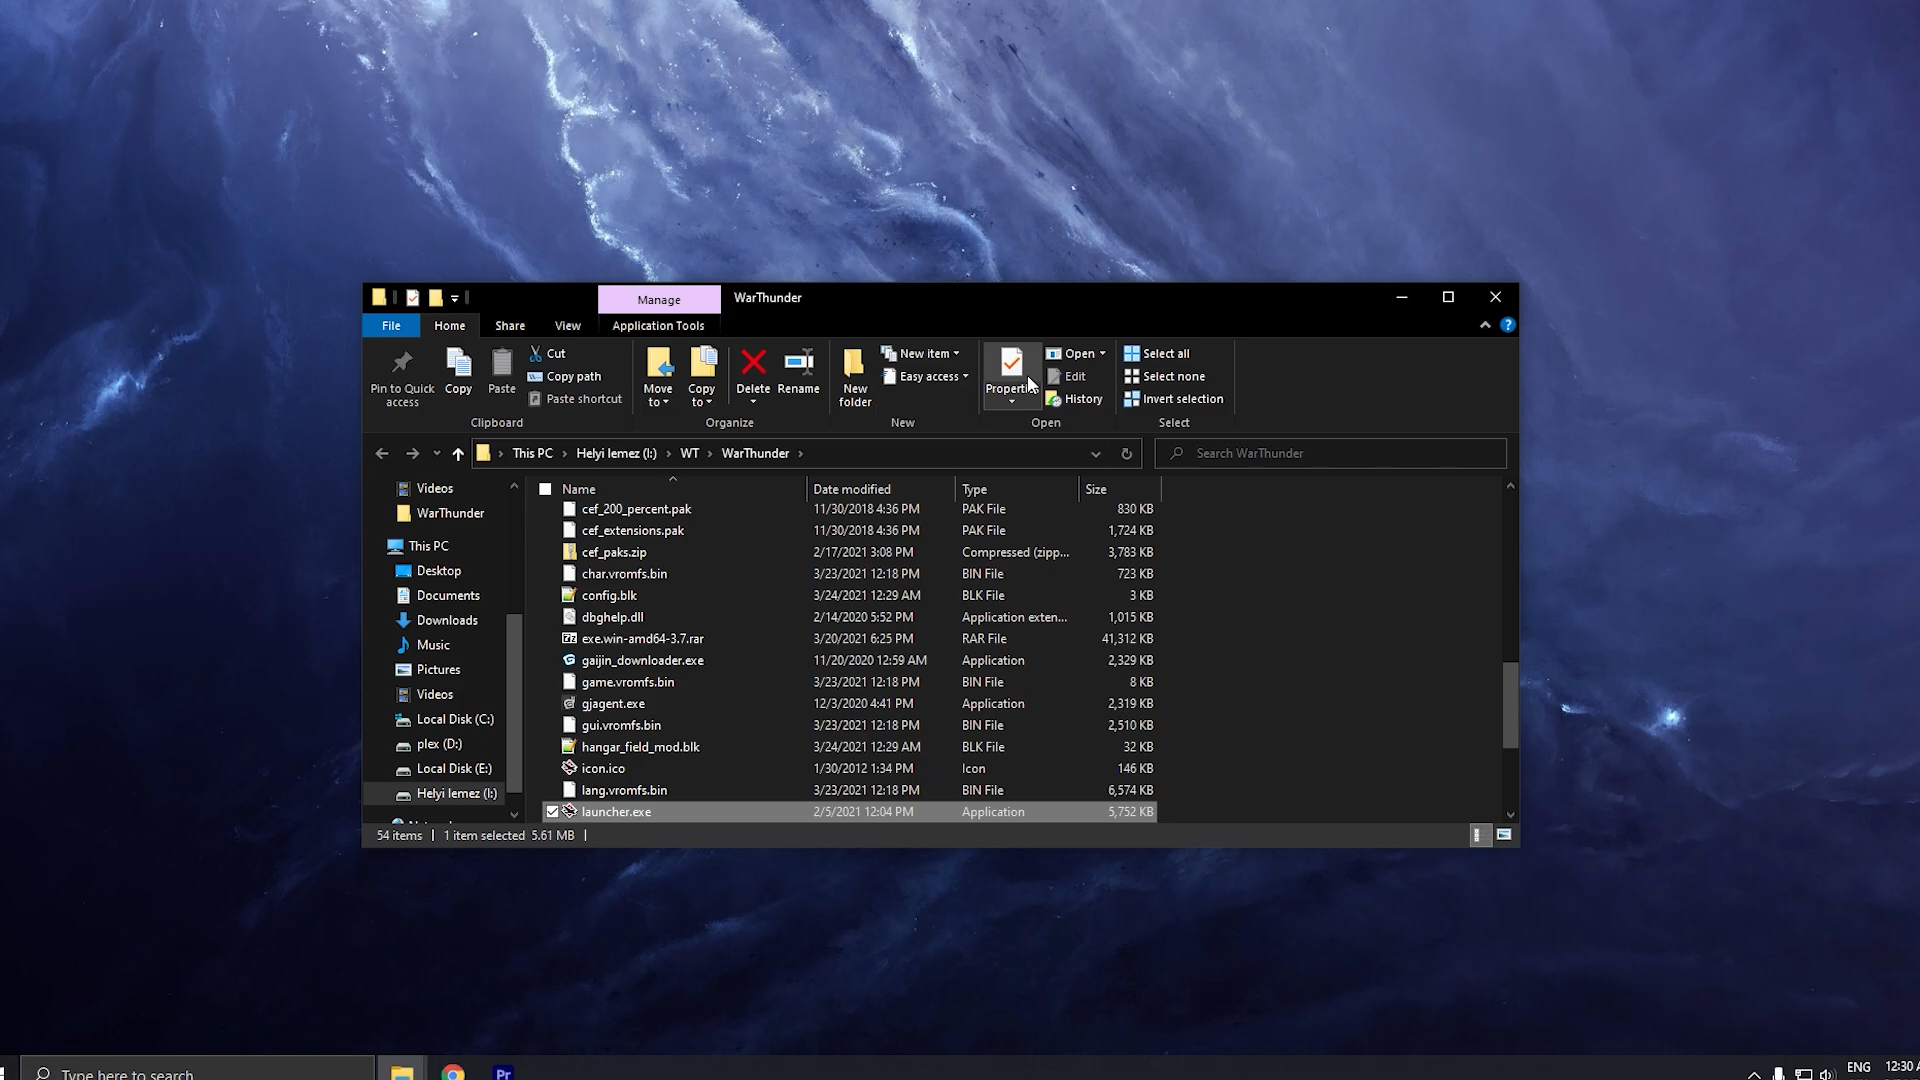 Manage
WarThunder
File
Home
Share
View
Application Tools
Pin to Quick access
Copy
Paste
Cut
Copy path
Paste shortcut
Clipboard
Move to
Copy to
Delete
Rename
Organize
New folder
New item
Easy access
New
Open
Edit
History
Open
Select all
Select none
Invert selection
Select
This PC
Helyi lemez (I:)
WT
WarThunder
Search WarThunder
Videos
WarThunder
This PC
Desktop
Documents
Downloads
Music
Pictures
Videos
Local Disk (C:)
plex (D:)
Local Disk (E:)
Helyi lemez (I:)
Name Date modified Type Size
cef_200_percent.pak 11/30/2018 4:36 PM PAK File 830 KB
cef_extensions.pak 11/30/2018 4:36 PM PAK File 1,724 KB
cef_paks.zip 2/17/2021 3:08 PM Compressed (zipp... 3,783 KB
char.vromfs.bin 3/23/2021 12:18 PM BIN File 723 KB
config.blk 3/24/2021 12:29 AM BLK File 3 KB
dbghelp.dll 2/14/2020 5:52 PM Application exten... 1,015 KB
exe.win-amd64-3.7.rar 3/20/2021 6:25 PM RAR File 41,312 KB
gaijin_downloader.exe 11/20/2020 12:59 AM Application 2,329 KB
game.vromfs.bin 3/23/2021 12:18 PM BIN File 8 KB
gjagent.exe 12/3/2020 4:41 PM Application 2,319 KB
gui.vromfs.bin 3/23/2021 12:18 PM BIN File 2,510 KB
hangar_field_mod.blk 3/24/2021 12:29 AM BLK File 32 KB
icon.ico 1/30/2012 1:34 PM Icon 146 KB
lang.vromfs.bin 3/23/2021 12:18 PM BIN File 6,574 KB
launcher.exe 2/5/2021 12:04 PM Application 5,752 KB
54 items
1 item selected 5.61 MB
Type here to search
Pr
ENG
12:30